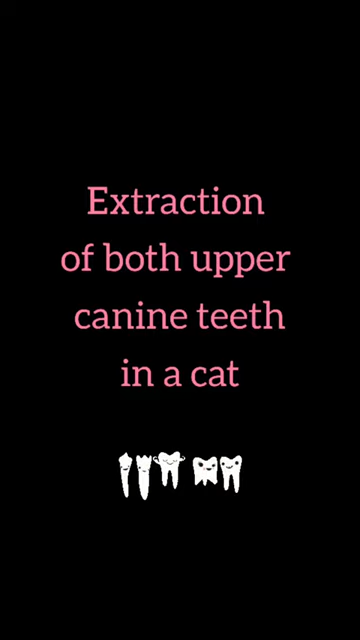 Extraction
of both upper
canine teeth
in a cat